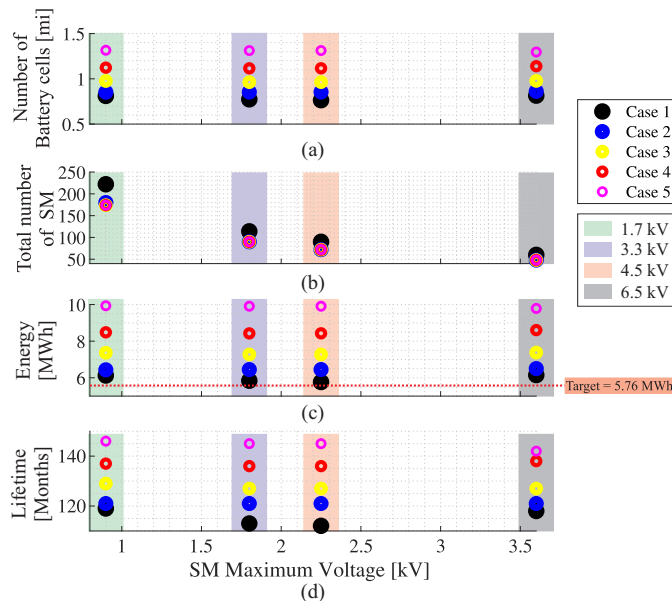 1.5
1
0.5
Number of
Battery cells [mi]
(a)
250
200
150
100
50
Total number
of SM
(b)
10
8
6
Energy
[MWh]
Target = 5.76 MWh
(c)
140
120
Lifetime
[Months]
1
1.5
2
2.5
3
3.5
SM Maximum Voltage [kV]
(d)
Case 1
Case 2
Case 3
Case 4
Case 5
1.7 kV
3.3 kV
4.5 kV
6.5 kV